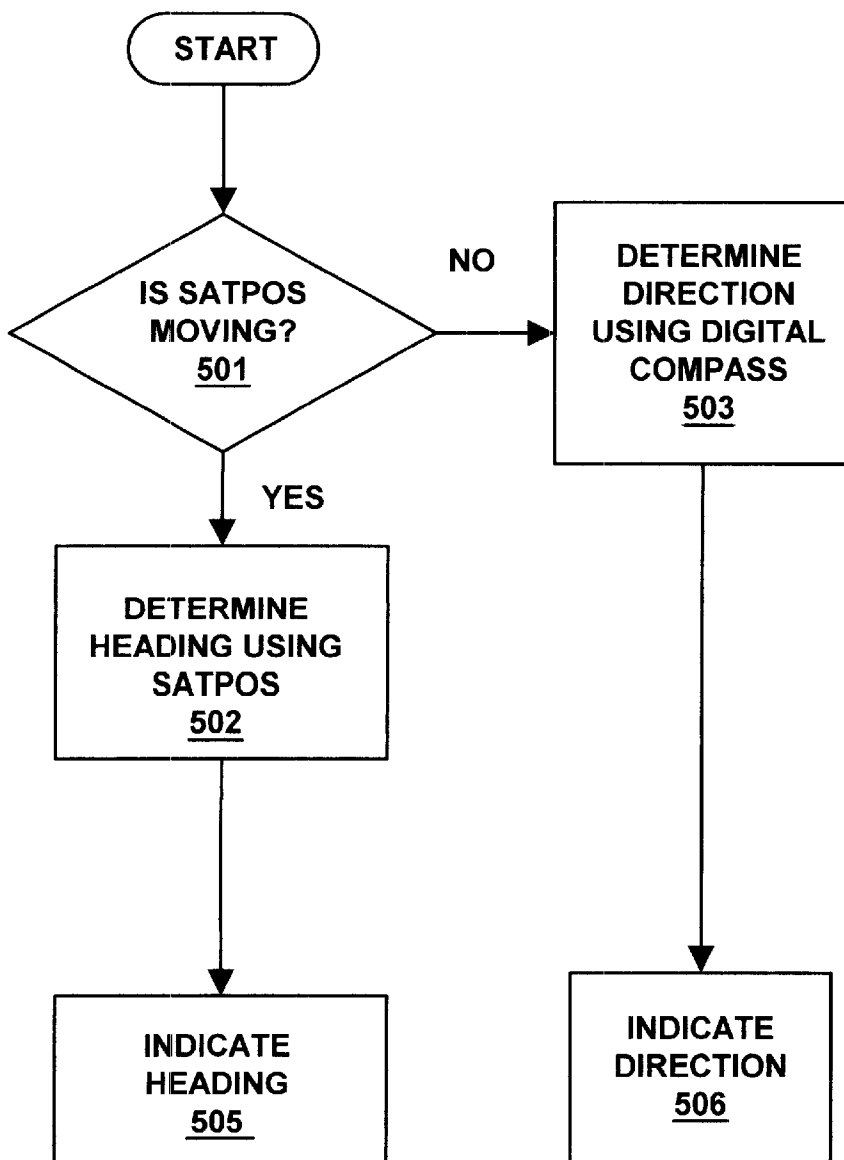 START
IS SATPOS
MOVING?
501
NO
DETERMINE
DIRECTION
USING DIGITAL
COMPASS
503
YES
DETERMINE
HEADING USING
SATPOS
502
INDICATE
HEADING
505
INDICATE
DIRECTION
506